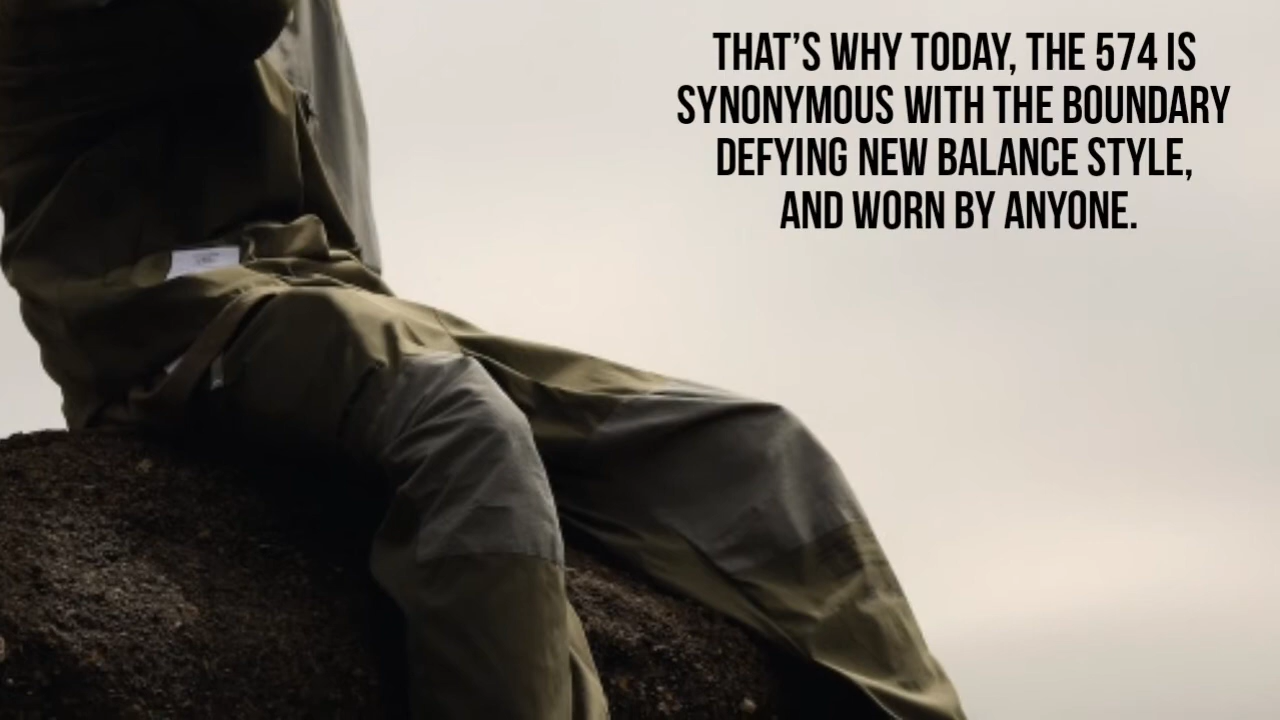 THAT’S WHY TODAY, THE 574 IS
SYNONYMOUS WITH THE BOUNDARY
DEFYING NEW BALANCE STYLE,
AND WORN BY ANYONE.